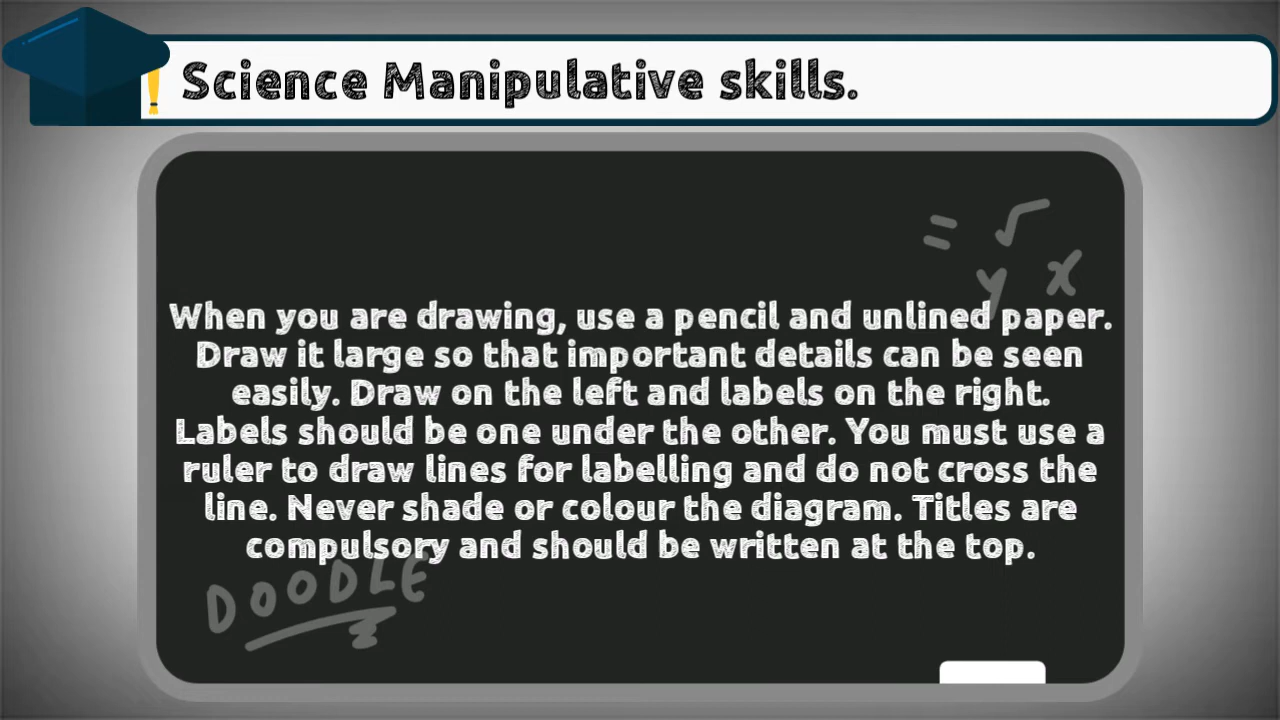 Science Manipulative skills.
= √
y x
When you are drawing, use a pencil and unlined paper.
Draw it large so that important details can be seen
easily. Draw on the left and labels on the right.
Labels should be one under the other. You must use a
ruler to draw lines for labelling and do not cross the
line. Never shade or colour the diagram. Titles are
compulsory and should be written at the top.
DOODLE